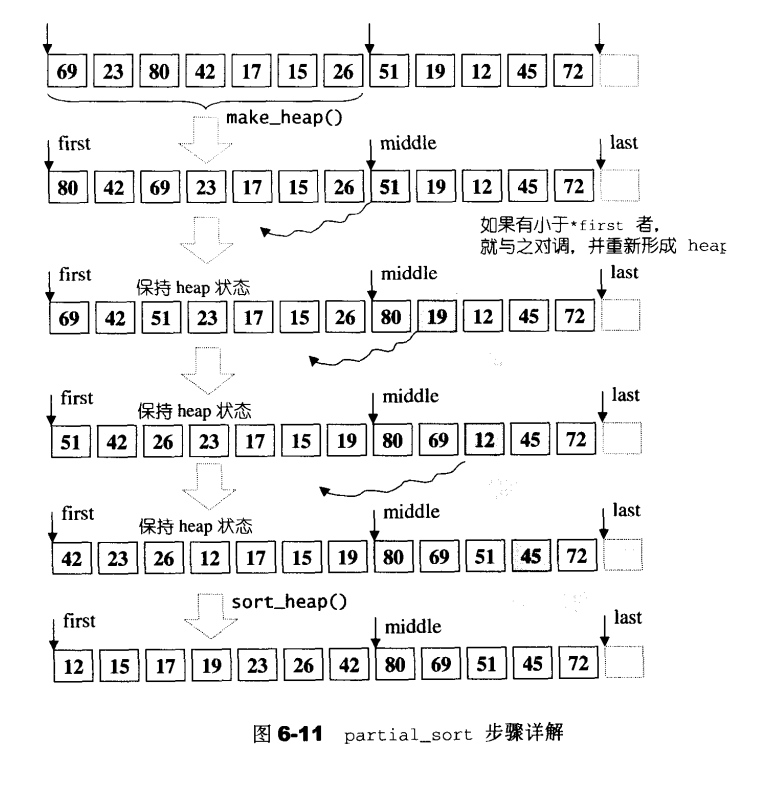 69 23 80 42 17 15 26 51 19 12 45 72
make_heap()
first middle last
80 42 69 23 17 15 26 51 19 12 45 72
如果有小于*first 者，
就与之对调，并重新形成 heap
first 保持 heap 状态 middle last
69 42 51 23 17 15 26 80 19 12 45 72
first 保持 heap 状态 middle last
51 42 26 23 17 15 19 80 69 12 45 72
first 保持 heap 状态 middle last
42 23 26 12 17 15 19 80 69 51 45 72
sort_heap()
first middle last
12 15 17 19 23 26 42 80 69 51 45 72
图 6-11 partial_sort 步骤详解